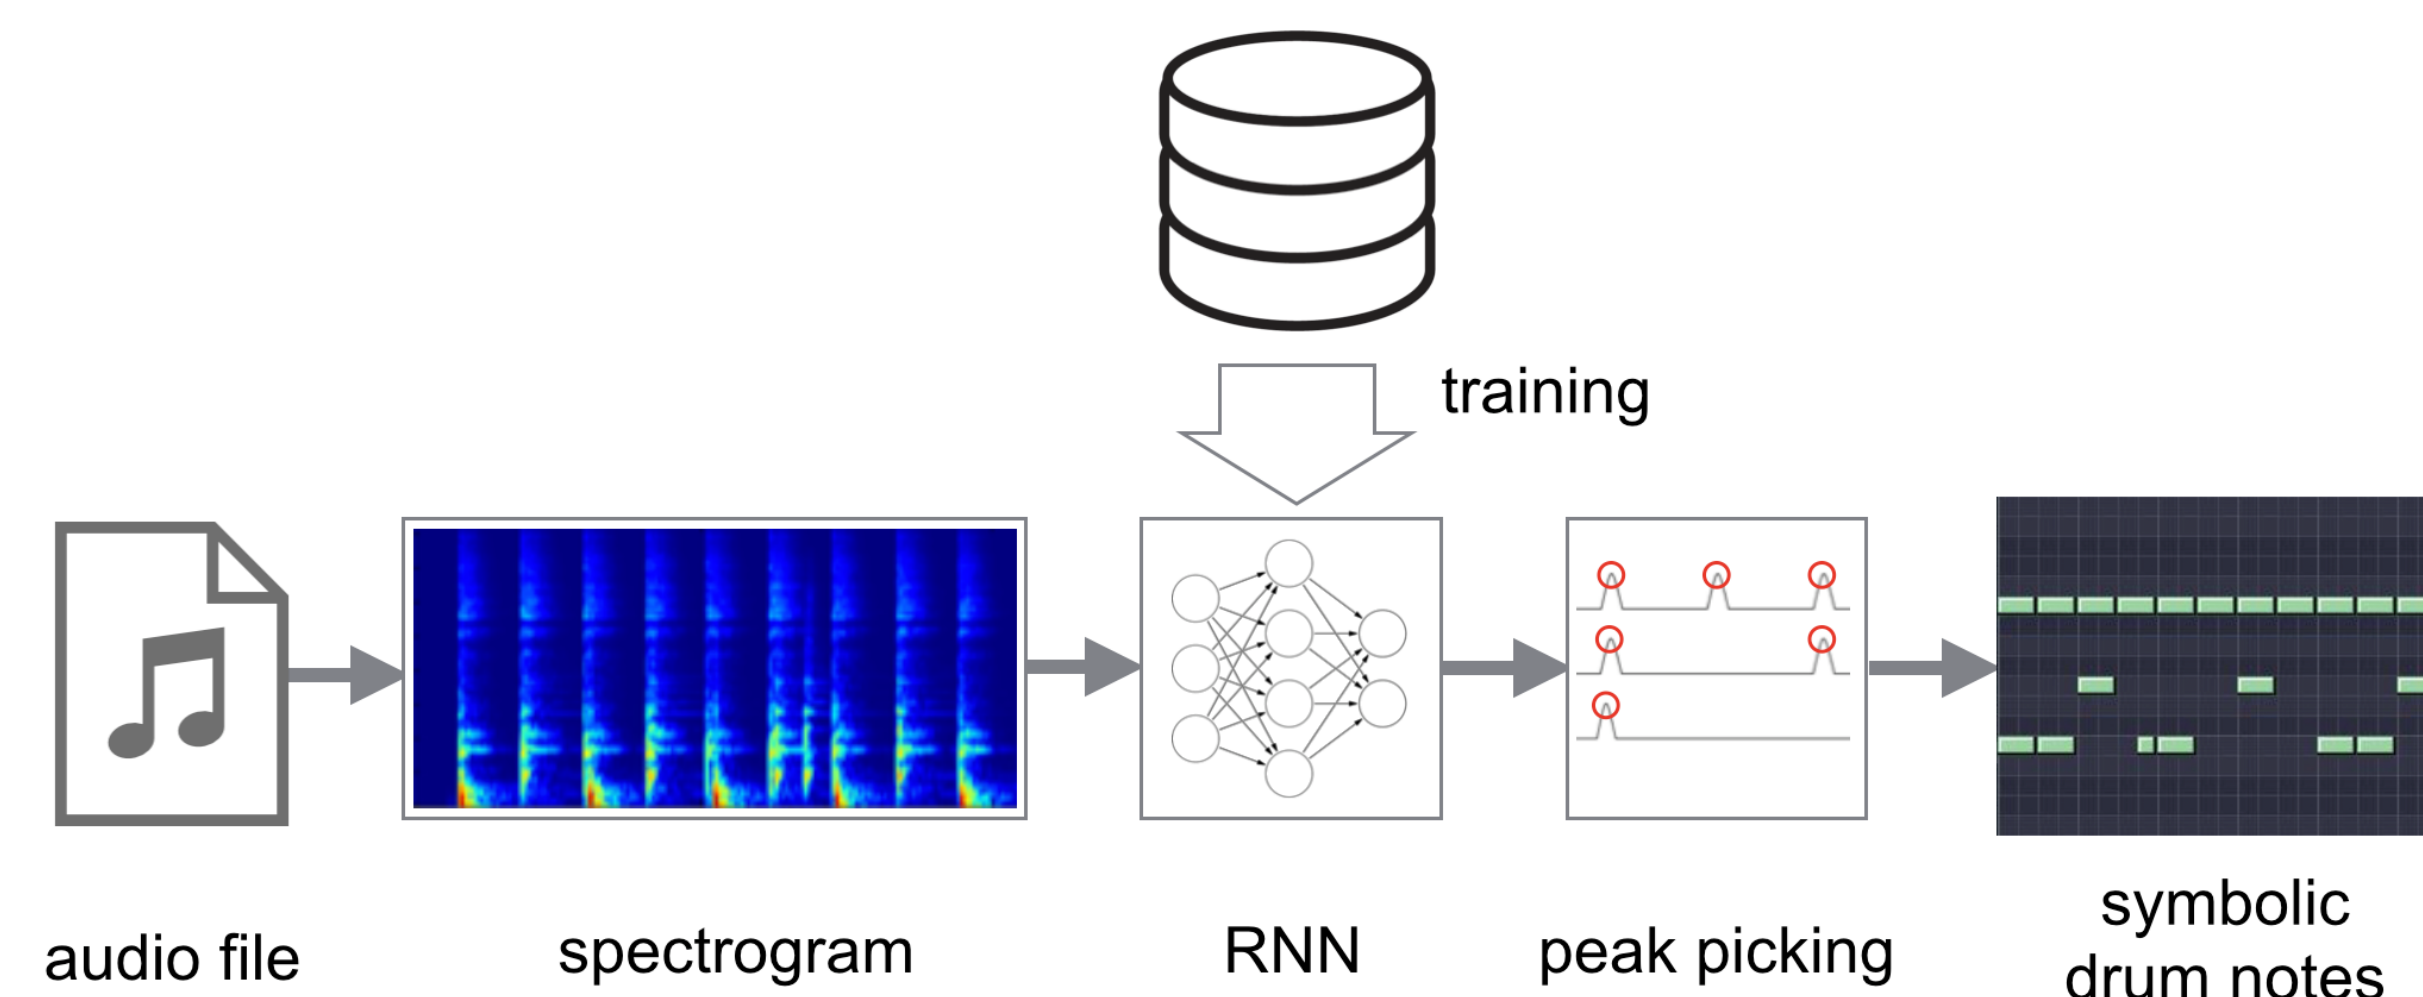 training
audio file
spectrogram
RNN
peak picking
symbolic
drum notes